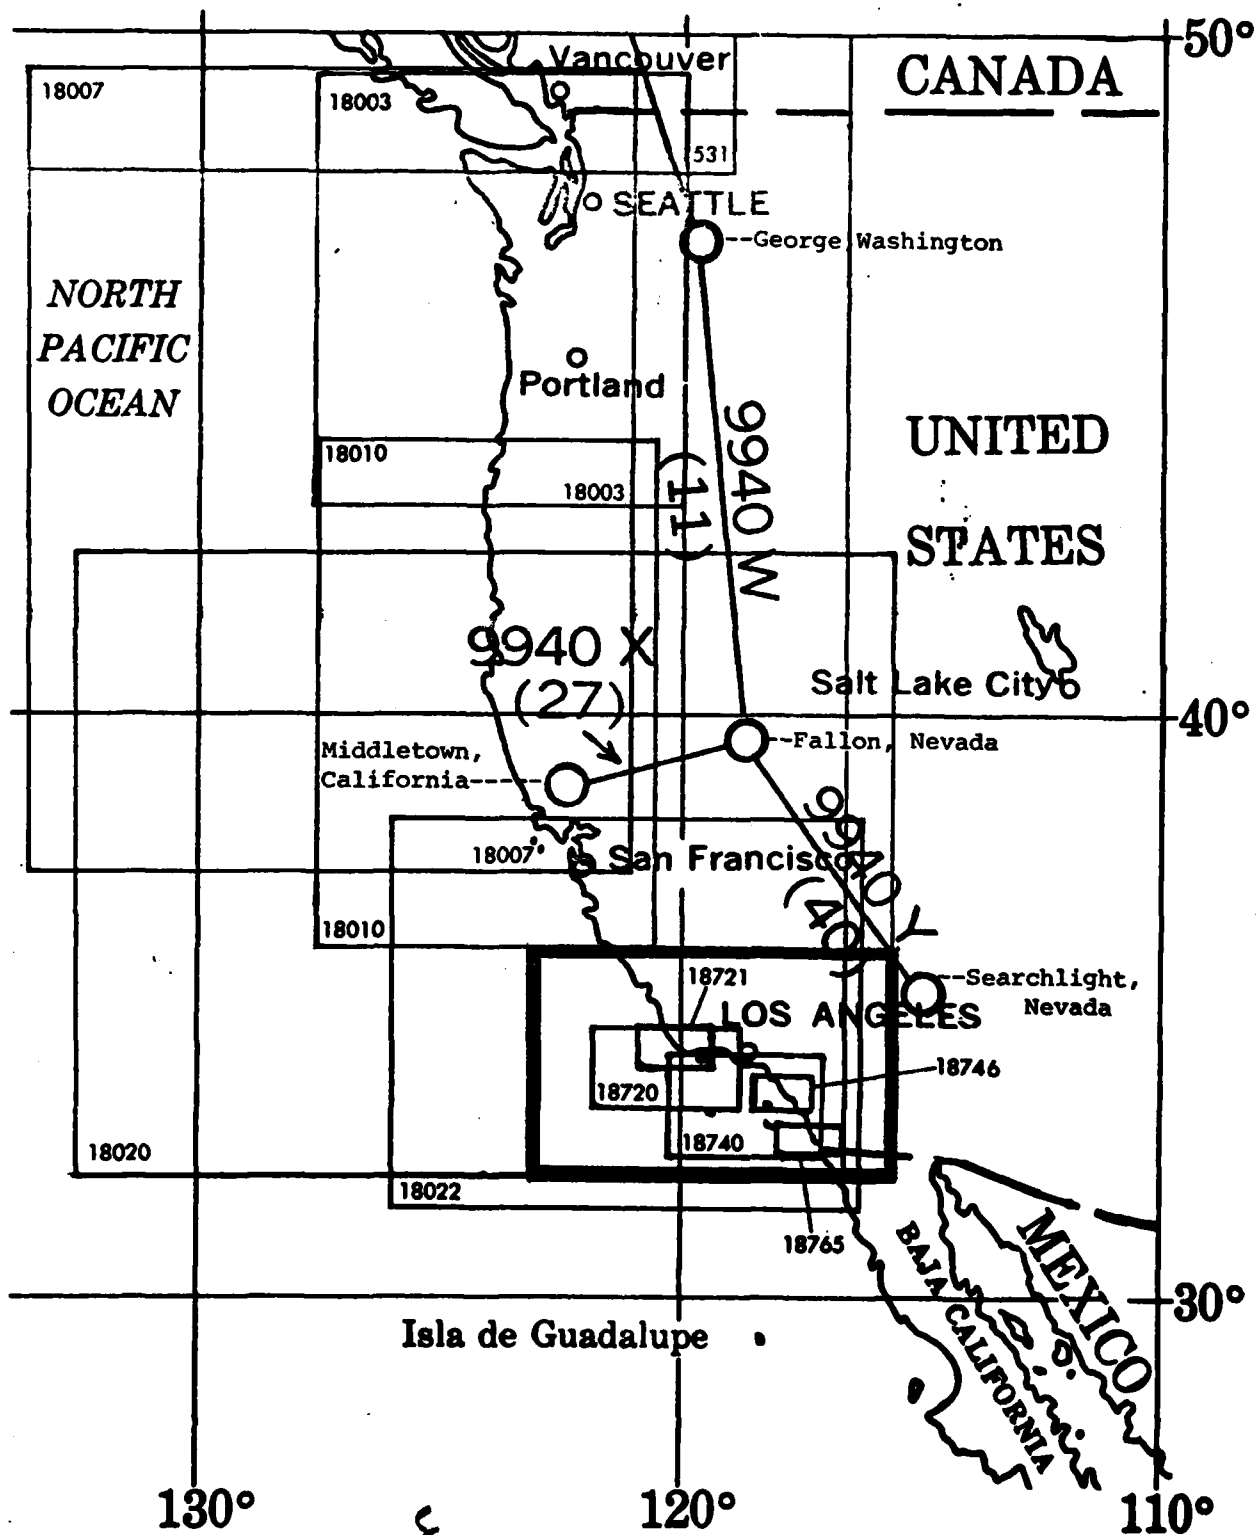 50°
Vancouver
CANADA
18007
18003
531
SEATTLE
--George Washington
NORTH
PACIFIC
OCEAN
Portland
9940 W
(11)
UNITED
STATES
18010
18003
9940 X
(27)
Salt Lake City
40°
Middletown,
California----
--Fallon, Nevada
18007
San Francisco
9940 Y
(40)
18010
18721
--Searchlight,
Nevada
LOS ANGELES
18746
18720
18740
18020
18022
18765
MEXICO
BAJA CALIFORNIA
30°
Isla de Guadalupe
130°
120°
110°